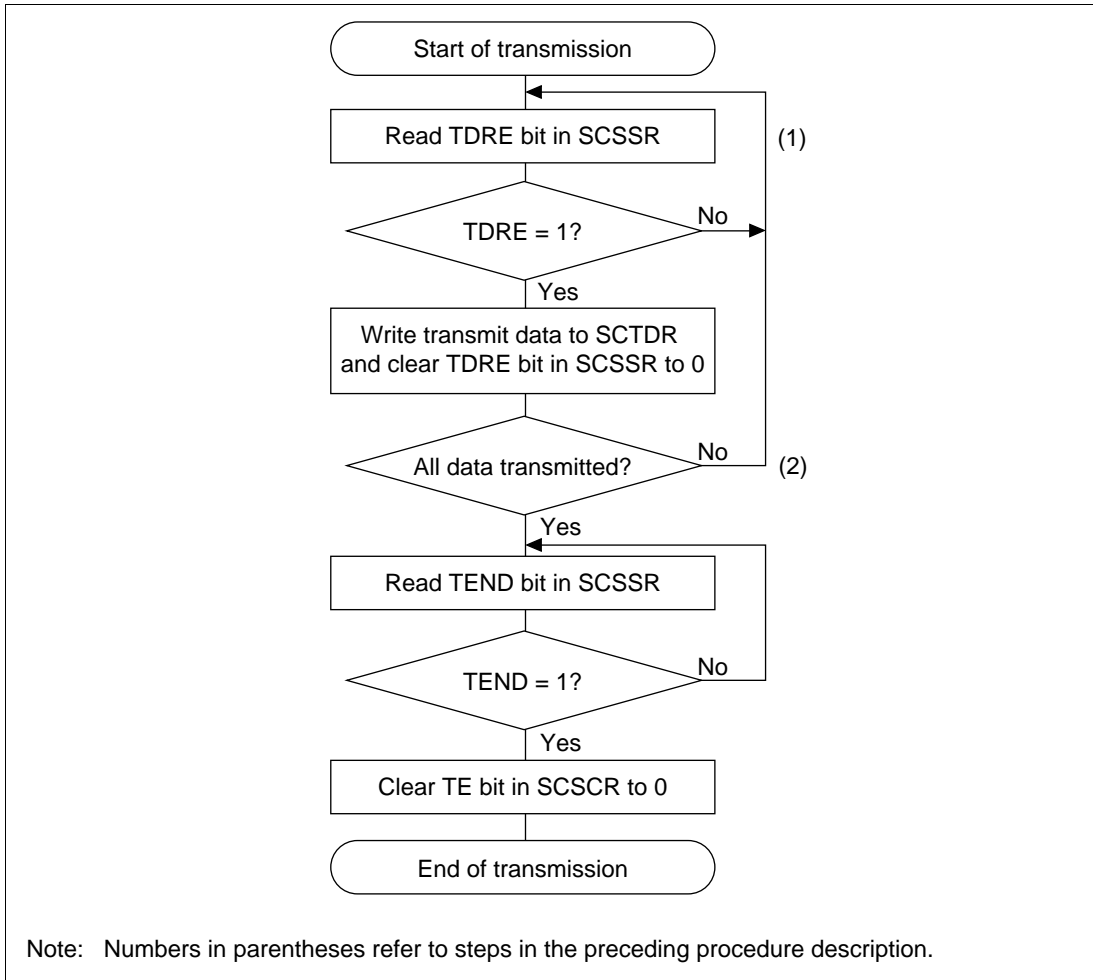 Start of transmission
Read TDRE bit in SCSSR
(1)
TDRE = 1?
No
Yes
Write transmit data to SCTDR
and clear TDRE bit in SCSSR to 0
All data transmitted?
No
(2)
Yes
Read TEND bit in SCSSR
TEND = 1?
No
Yes
Clear TE bit in SCSCR to 0
End of transmission
Note: Numbers in parentheses refer to steps in the preceding procedure description.